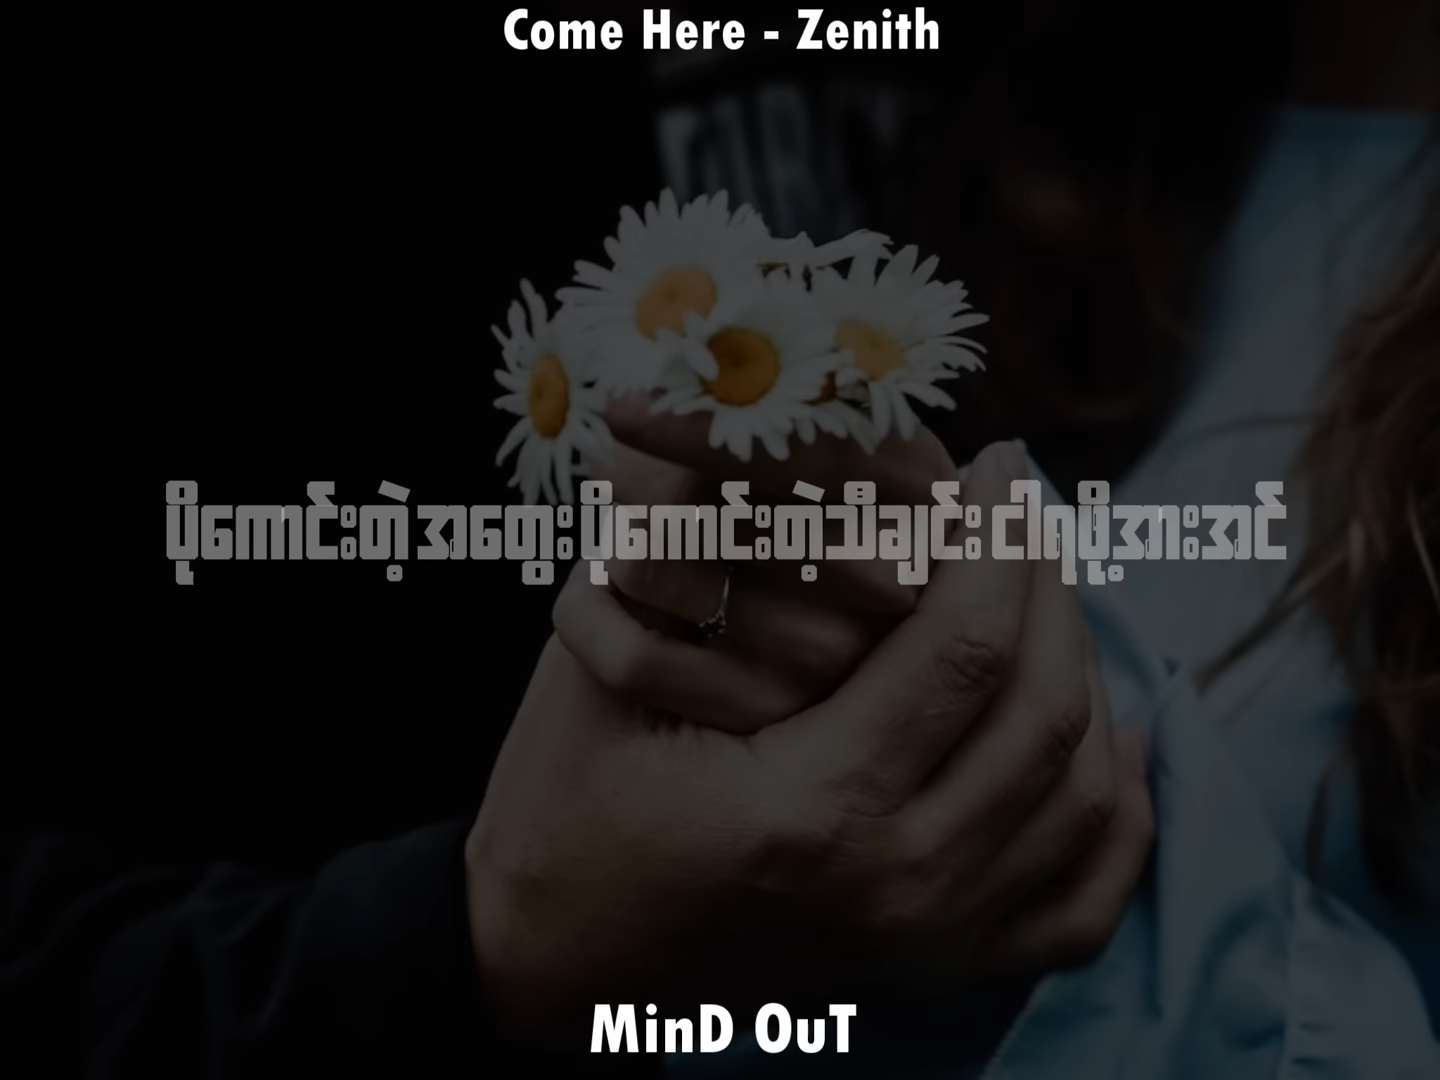 Come Here - Zenith
ပိုကောင်းတဲ့အတွေး ပိုကောင်းတဲ့သီချင်း ငါရဖို့အားအင်
MinD OuT